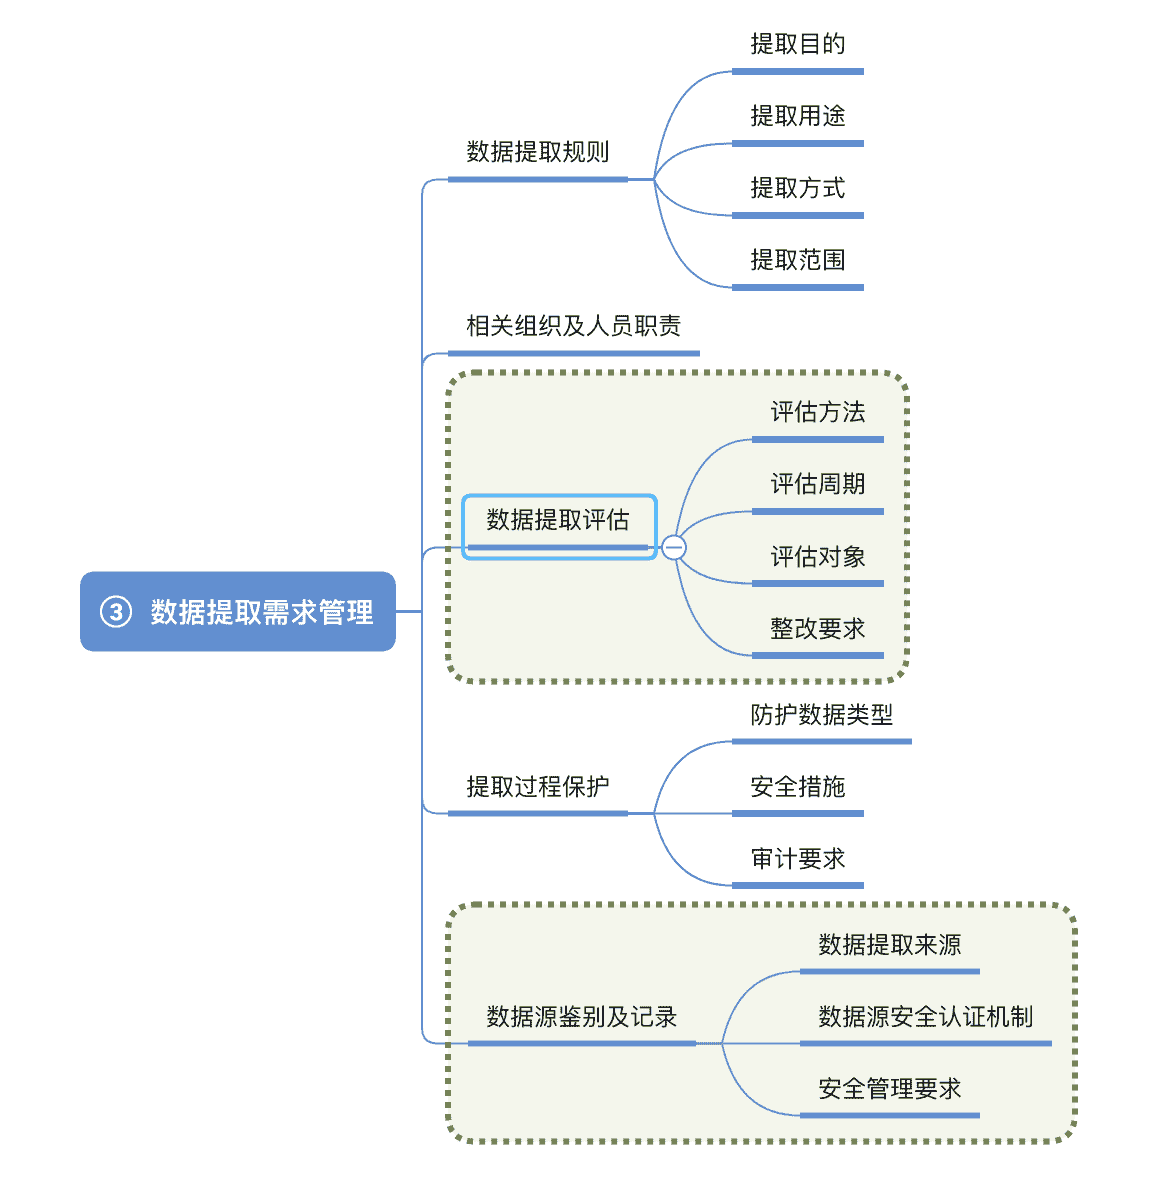 ③ 数据提取需求管理
数据提取规则
提取目的
提取用途
提取方式
提取范围
相关组织及人员职责
数据提取评估
评估方法
评估周期
评估对象
整改要求
提取过程保护
防护数据类型
安全措施
审计要求
数据源鉴别及记录
数据提取来源
数据源安全认证机制
安全管理要求